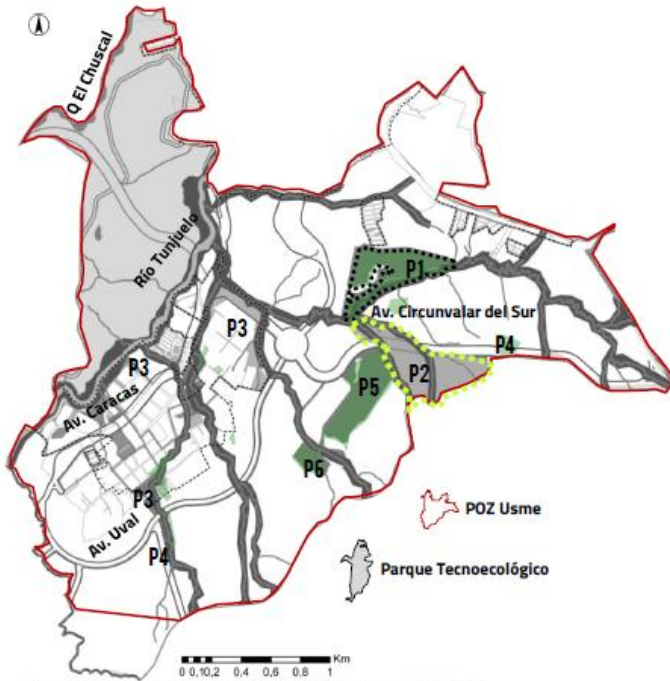 Q El Chuscal
Río Tunjuelo
P1
Av. Circunvalar del Sur
P3
P4
P3
P2
P5
Av. Caracas
P6
P3
POZ Usme
Av. Uval
P4
Parque Tecnoecológico
Km
0 0,10,2 0,4 0,6 0,8 1